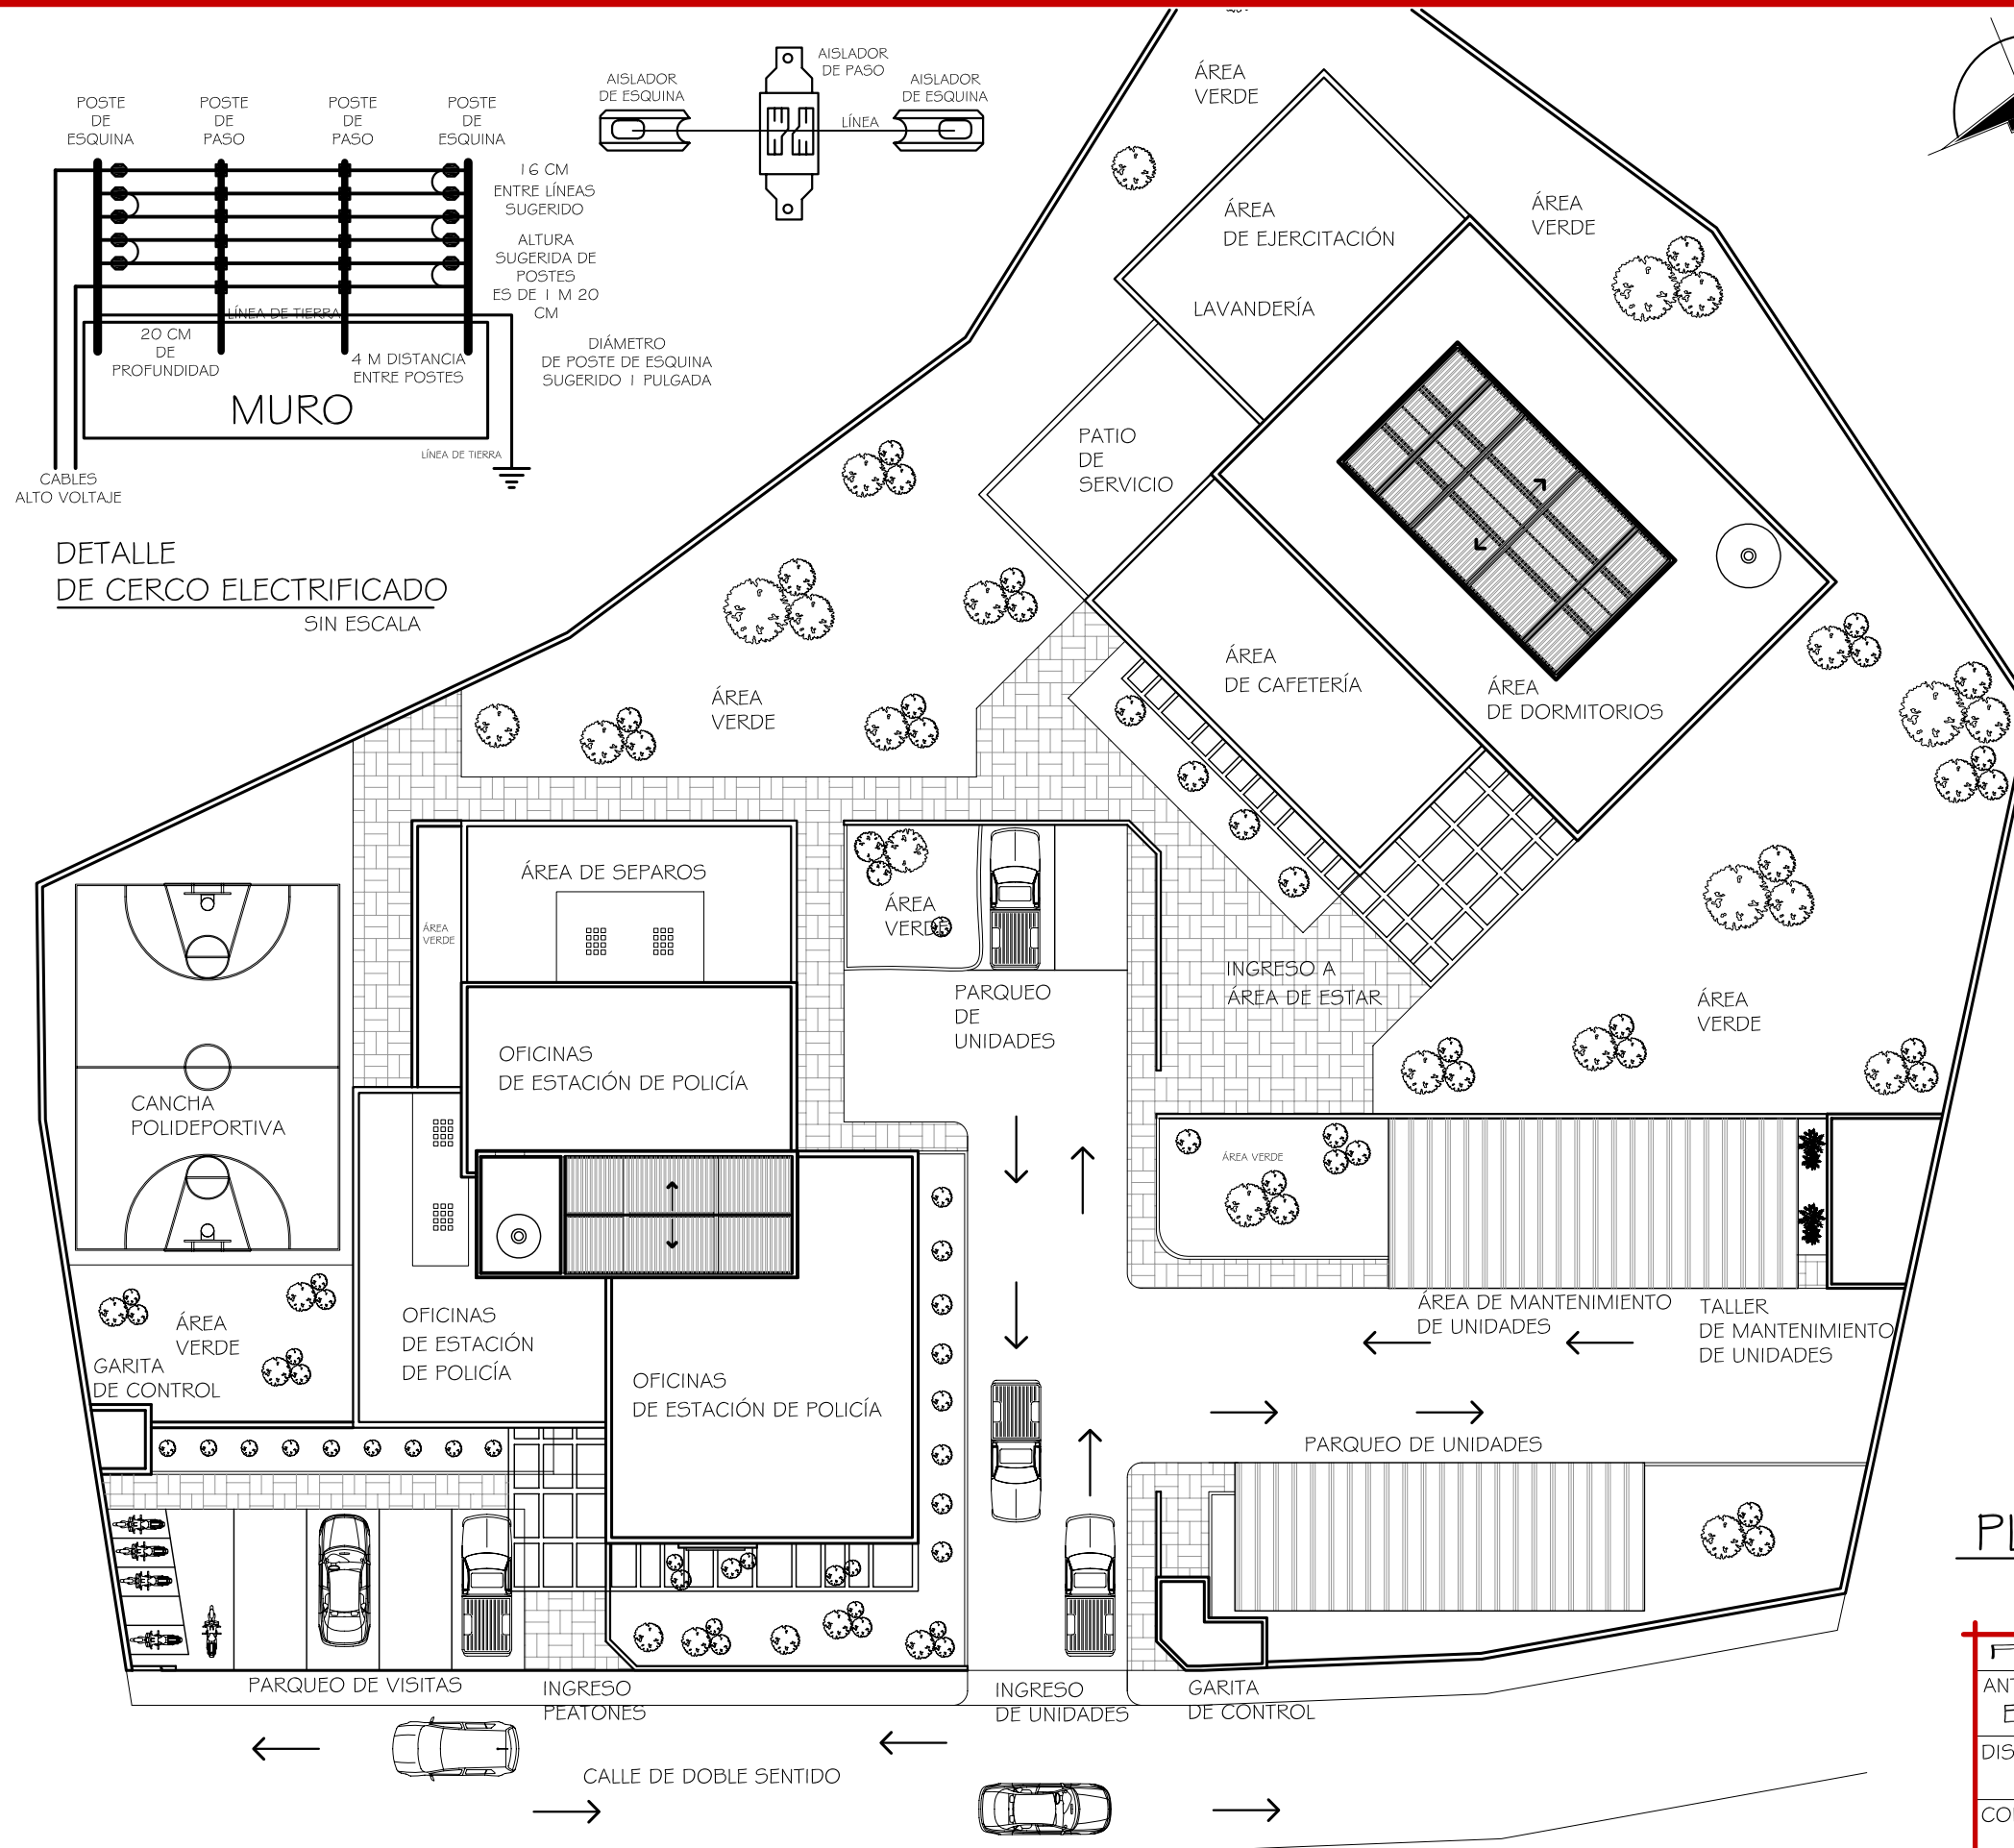 POSTE
DE
ESQUINA
POSTE
DE
PASO
POSTE
DE
PASO
POSTE
DE
ESQUINA
16 CM
ENTRE LÍNEAS
SUGERIDO
ALTURA
SUGERIDA DE
POSTES
ES DE 1 M 20
CM
LÍNEA DE TIERRA
20 CM
DE
PROFUNDIDAD
4 M DISTANCIA
ENTRE POSTES
DIÁMETRO
DE POSTE DE ESQUINA
SUGERIDO 1 PULGADA
MURO
LÍNEA DE TIERRA
CABLES
ALTO VOLTAJE
DETALLE
DE CERCO ELECTRIFICADO
SIN ESCALA
AISLADOR
DE ESQUINA
AISLADOR
DE PASO
AISLADOR
DE ESQUINA
LÍNEA
ÁREA
VERDE
ÁREA
DE EJERCITACIÓN
ÁREA
VERDE
LAVANDERÍA
PATIO
DE
SERVICIO
ÁREA
DE CAFETERÍA
ÁREA
DE DORMITORIOS
ÁREA
VERDE
ÁREA DE SEPAROS
ÁREA
VERDE
ÁREA
VERDE
INGRESO A
ÁREA DE ESTAR
PARQUEO
DE
UNIDADES
ÁREA
VERDE
OFICINAS
DE ESTACIÓN DE POLICÍA
CANCHA
POLIDEPORTIVA
ÁREA VERDE
ÁREA DE MANTENIMIENTO
DE UNIDADES
TALLER
DE MANTENIMIENTO
DE UNIDADES
ÁREA
VERDE
OFICINAS
DE ESTACIÓN
DE POLICÍA
GARITA
DE CONTROL
OFICINAS
DE ESTACIÓN DE POLICÍA
PARQUEO DE UNIDADES
PARQUEO DE VISITAS
INGRESO
PEATONES
INGRESO
DE UNIDADES
GARITA
DE CONTROL
CALLE DE DOBLE SENTIDO